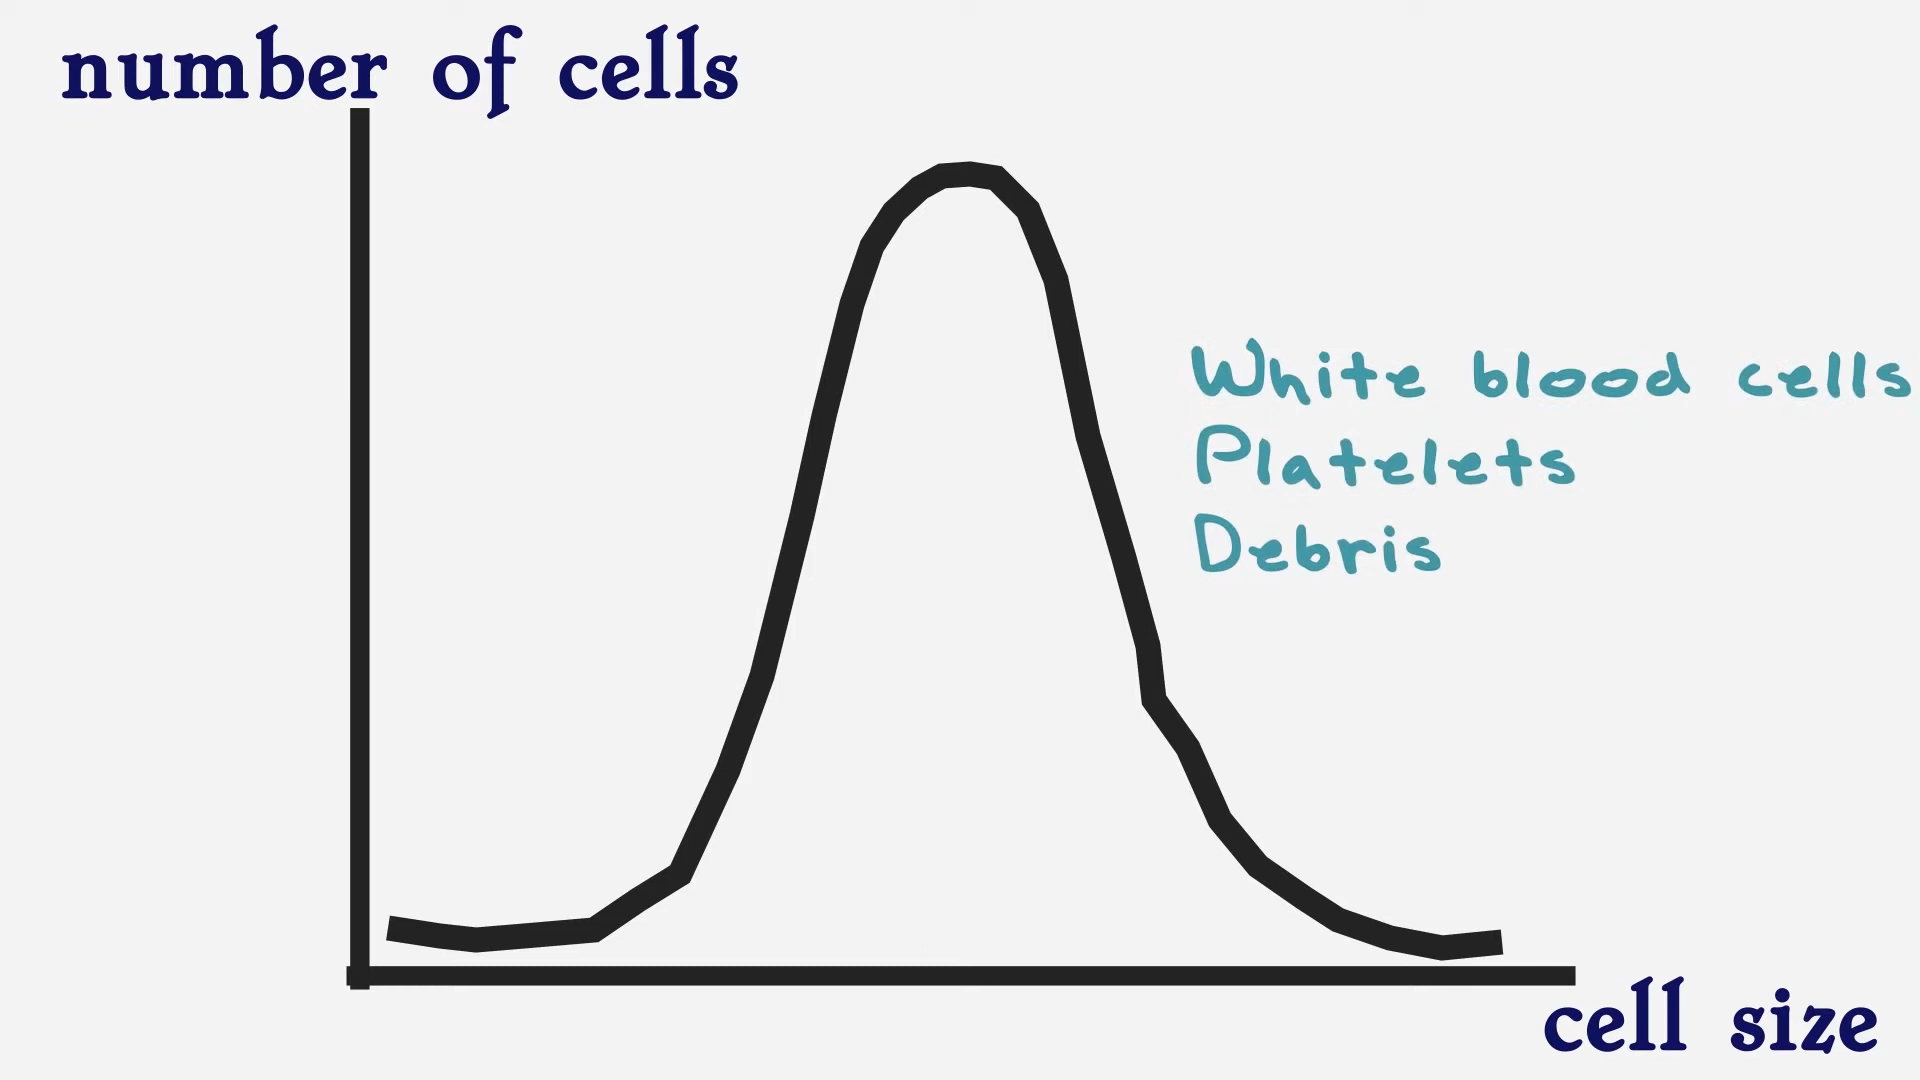 number of cells
White blood cells
Platelets
Debris
cell size